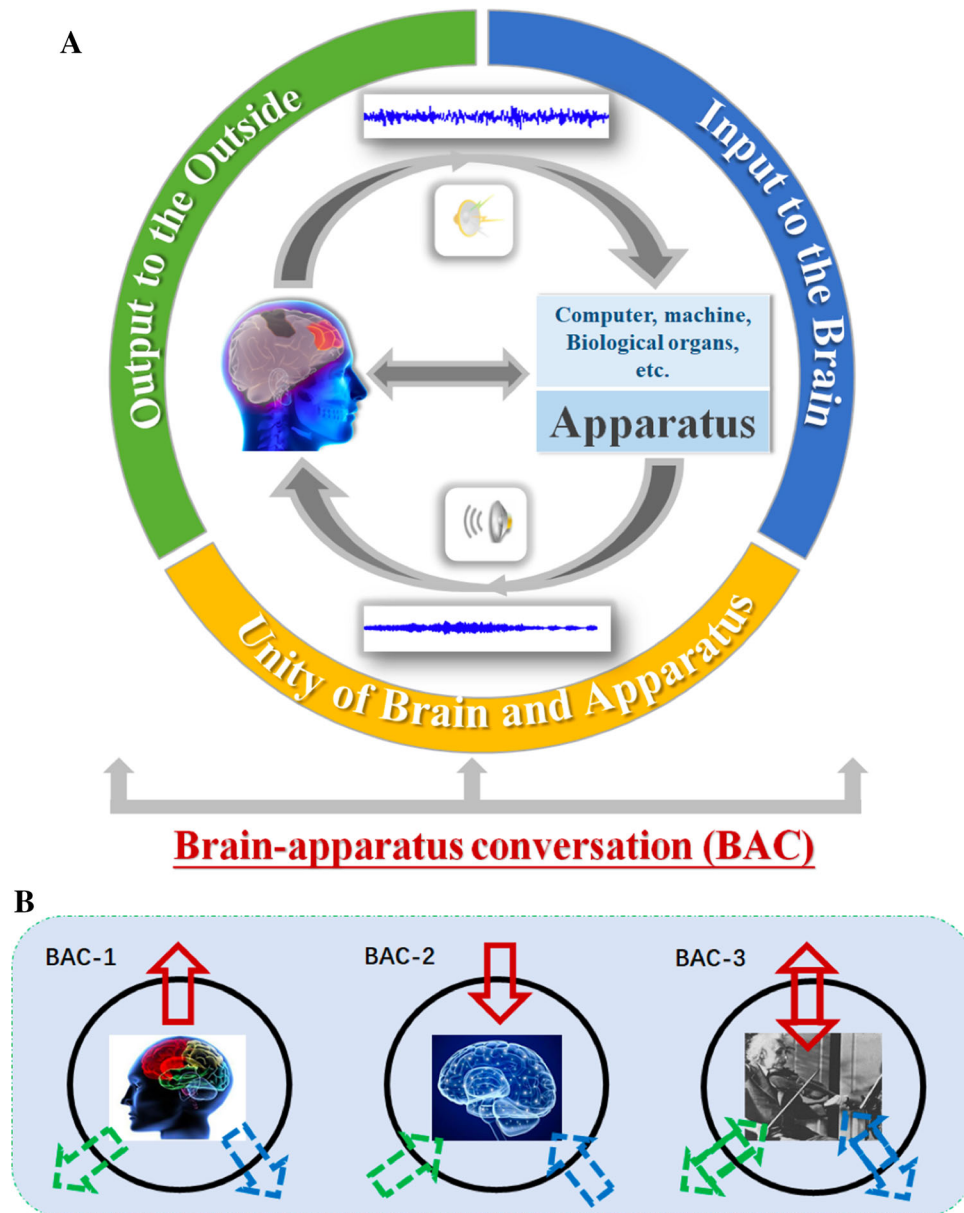 A
Output to the Outside
Input to the Brain
Computer, machine,
Biological organs,
etc.
Apparatus
Unity of Brain and Apparatus
Brain-apparatus conversation (BAC)
B
BAC-1
BAC-2
BAC-3